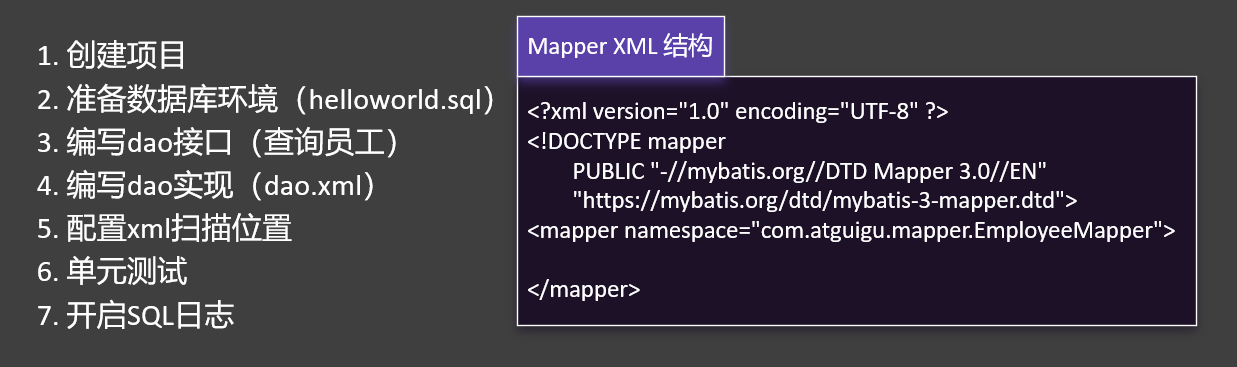 1. 创建项目
2. 准备数据库环境（helloworld.sql）
3. 编写dao接口（查询员工）
4. 编写dao实现（dao.xml）
5. 配置xml扫描位置
6. 单元测试
7. 开启SQL日志
Mapper XML 结构
<?xml version="1.0" encoding="UTF-8" ?>
<!DOCTYPE mapper
PUBLIC "-//mybatis.org//DTD Mapper 3.0//EN"
"https://mybatis.org/dtd/mybatis-3-mapper.dtd">
<mapper namespace="com.atguigu.mapper.EmployeeMapper">
</mapper>